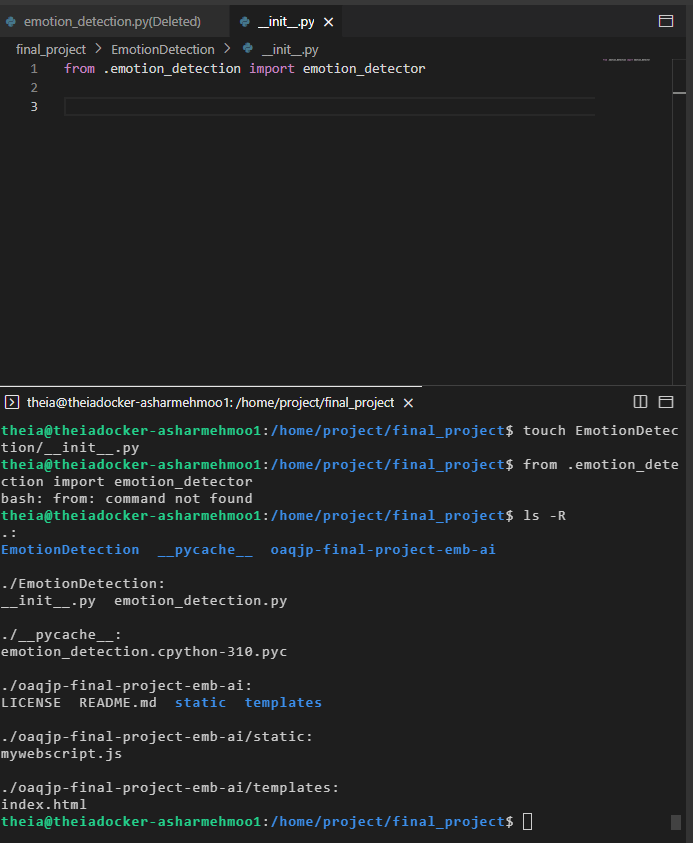 emotion_detection.py(Deleted) __init__.py
final_project > EmotionDetection > __init__.py
1 from .emotion_detection import emotion_detector
2
3
theia@theiadocker-asharmehmoo1: /home/project/final_project
theia@theiadocker-asharmehmoo1:/home/project/final_project$ touch EmotionDetec
tion/__init__.py
theia@theiadocker-asharmehmoo1:/home/project/final_project$ from .emotion_dete
ction import emotion_detector
bash: from: command not found
theia@theiadocker-asharmehmoo1:/home/project/final_project$ ls -R
.:
EmotionDetection __pycache__ oaqjp-final-project-emb-ai
./EmotionDetection:
__init__.py emotion_detection.py
./__pycache__:
emotion_detection.cpython-310.pyc
./oaqjp-final-project-emb-ai:
LICENSE README.md static templates
./oaqjp-final-project-emb-ai/static:
mywebscript.js
./oaqjp-final-project-emb-ai/templates:
index.html
theia@theiadocker-asharmehmoo1:/home/project/final_project$